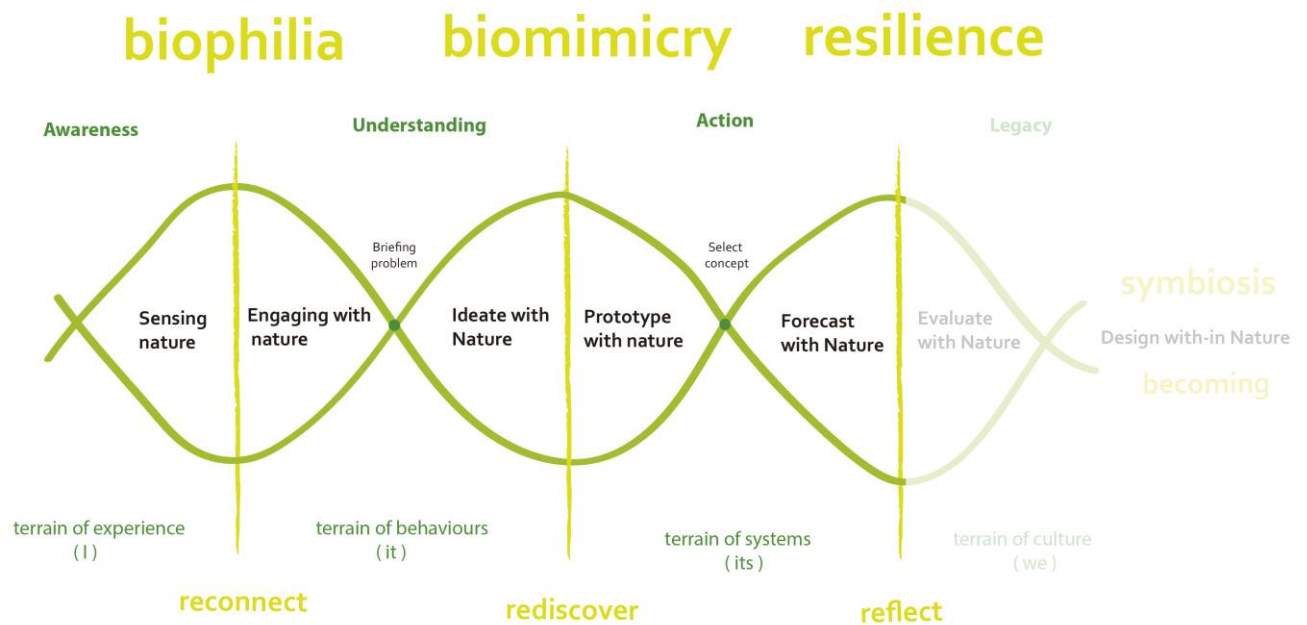 biophilia
biomimicry
resilience
Awareness
Understanding
Action
Legacy
Briefing
problem
Select
concept
Sensing
nature
Engaging with
nature
Ideate with
Nature
Prototype
with nature
Forecast
with Nature
Evaluate
with Nature
symbiosis
Design with-in Nature
becoming
terrain of experience
( I )
terrain of behaviours
( it )
terrain of systems
( its )
terrain of culture
( we )
reconnect
rediscover
reflect